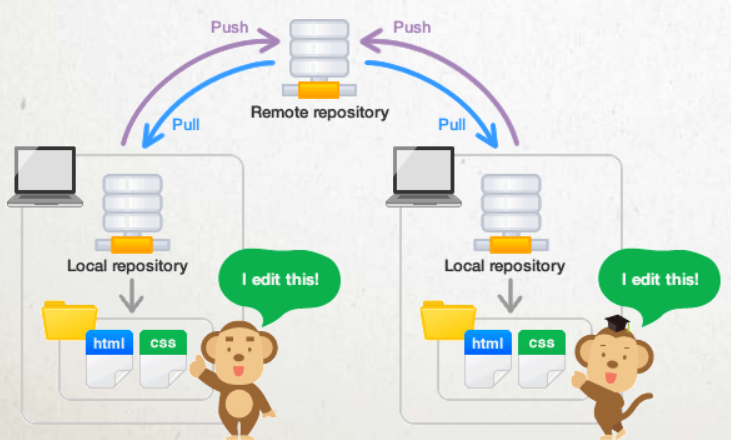 Push
Push
Remote repository
Pull
Pull
Local repository
Local repository
I edit this!
I edit this!
html
css
html
css